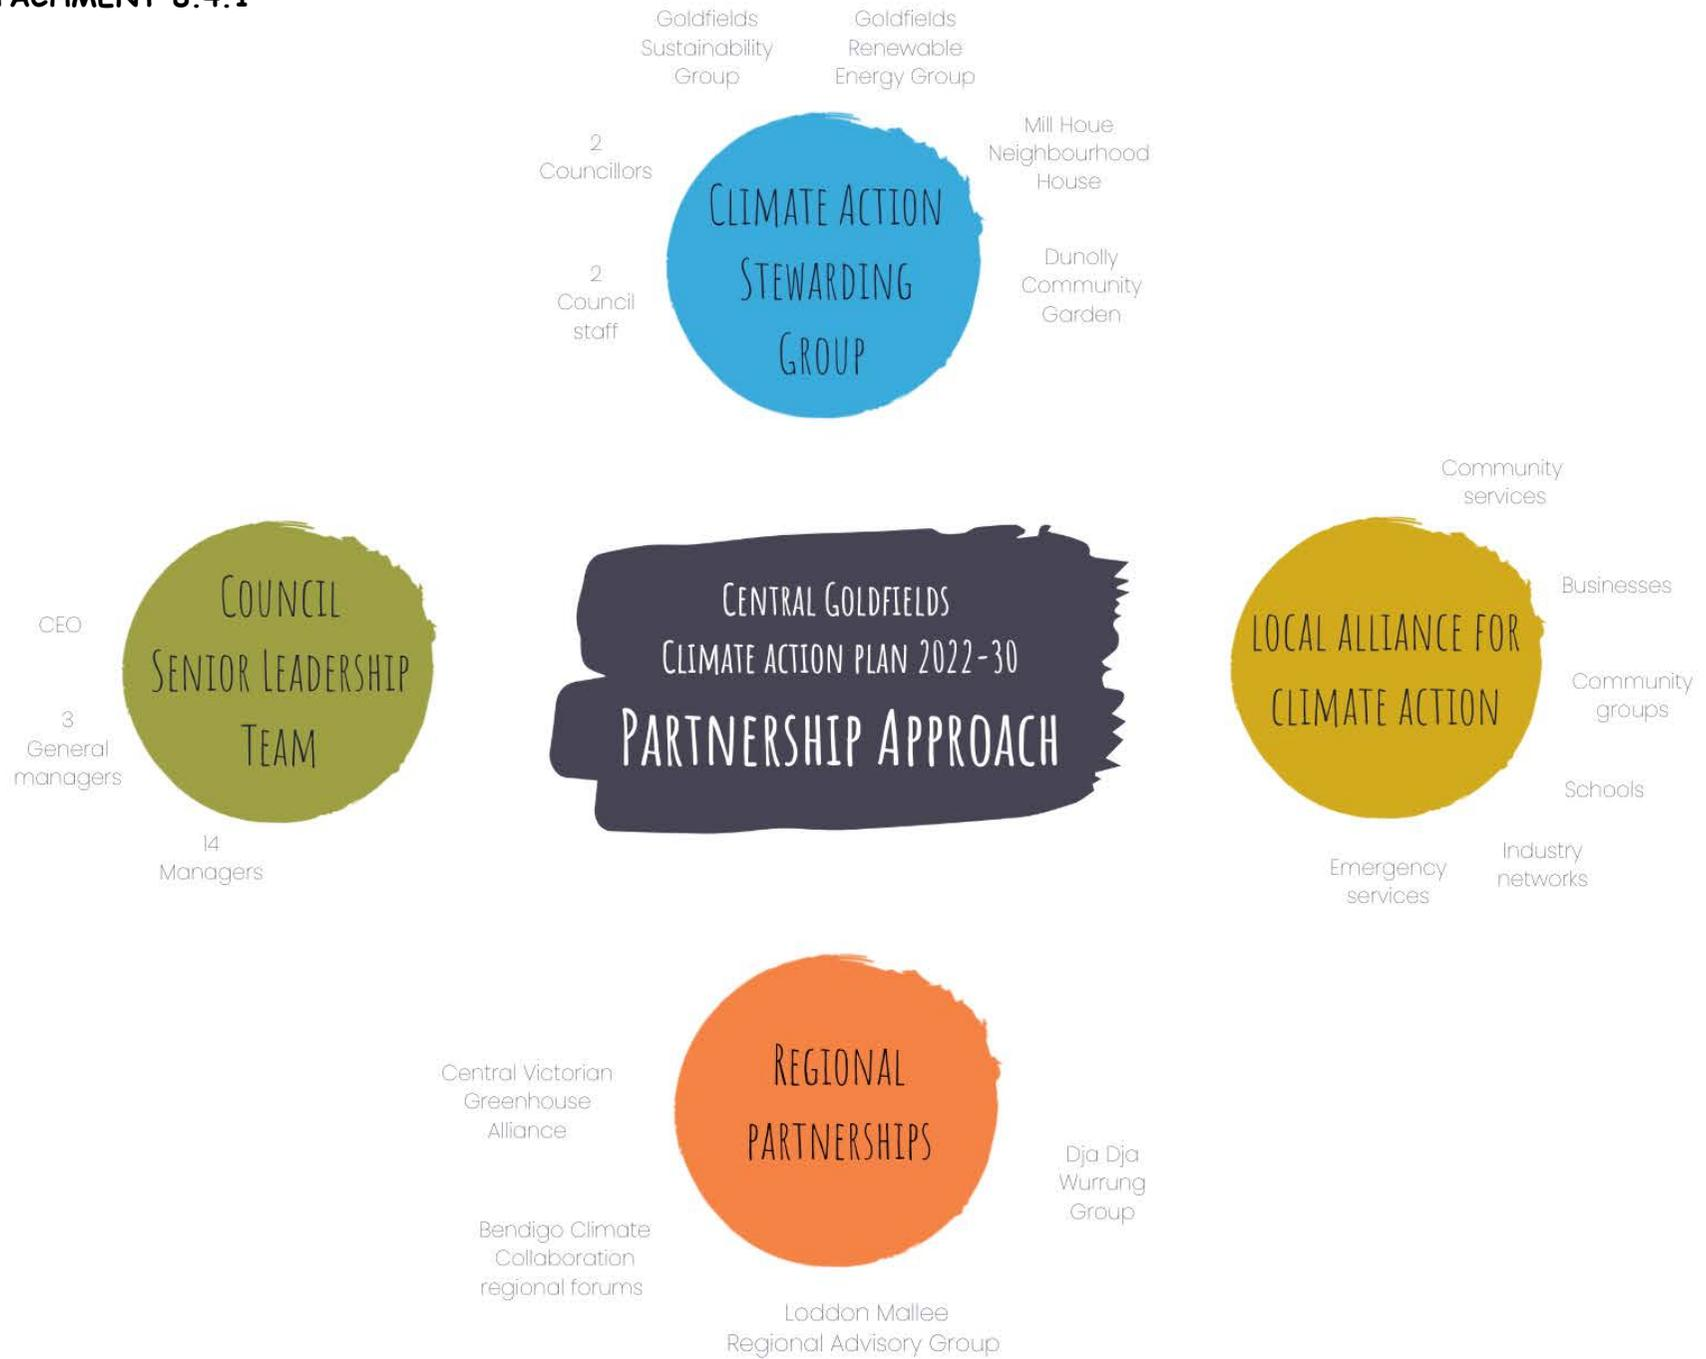 Goldfields
Sustainability
Group
Goldfields
Renewable
Energy Group
2
Councillors
Mill Houe
Neighbourhood
House
2
Council
staff
Dunolly
Community
Garden
CLIMATE ACTION
STEWARDING
GROUP
CEO
3
General
managers
14
Managers
COUNCIL
SENIOR LEADERSHIP
TEAM
CENTRAL GOLDFIELDS
CLIMATE ACTION PLAN 2022-30
PARTNERSHIP APPROACH
LOCAL ALLIANCE FOR
CLIMATE ACTION
Community
services
Businesses
Community
groups
Schools
Industry
networks
Emergency
services
REGIONAL
PARTNERSHIPS
Central Victorian
Greenhouse
Alliance
Bendigo Climate
Collaboration
regional forums
Loddon Mallee
Regional Advisory Group
Dja Dja
Wurrung
Group